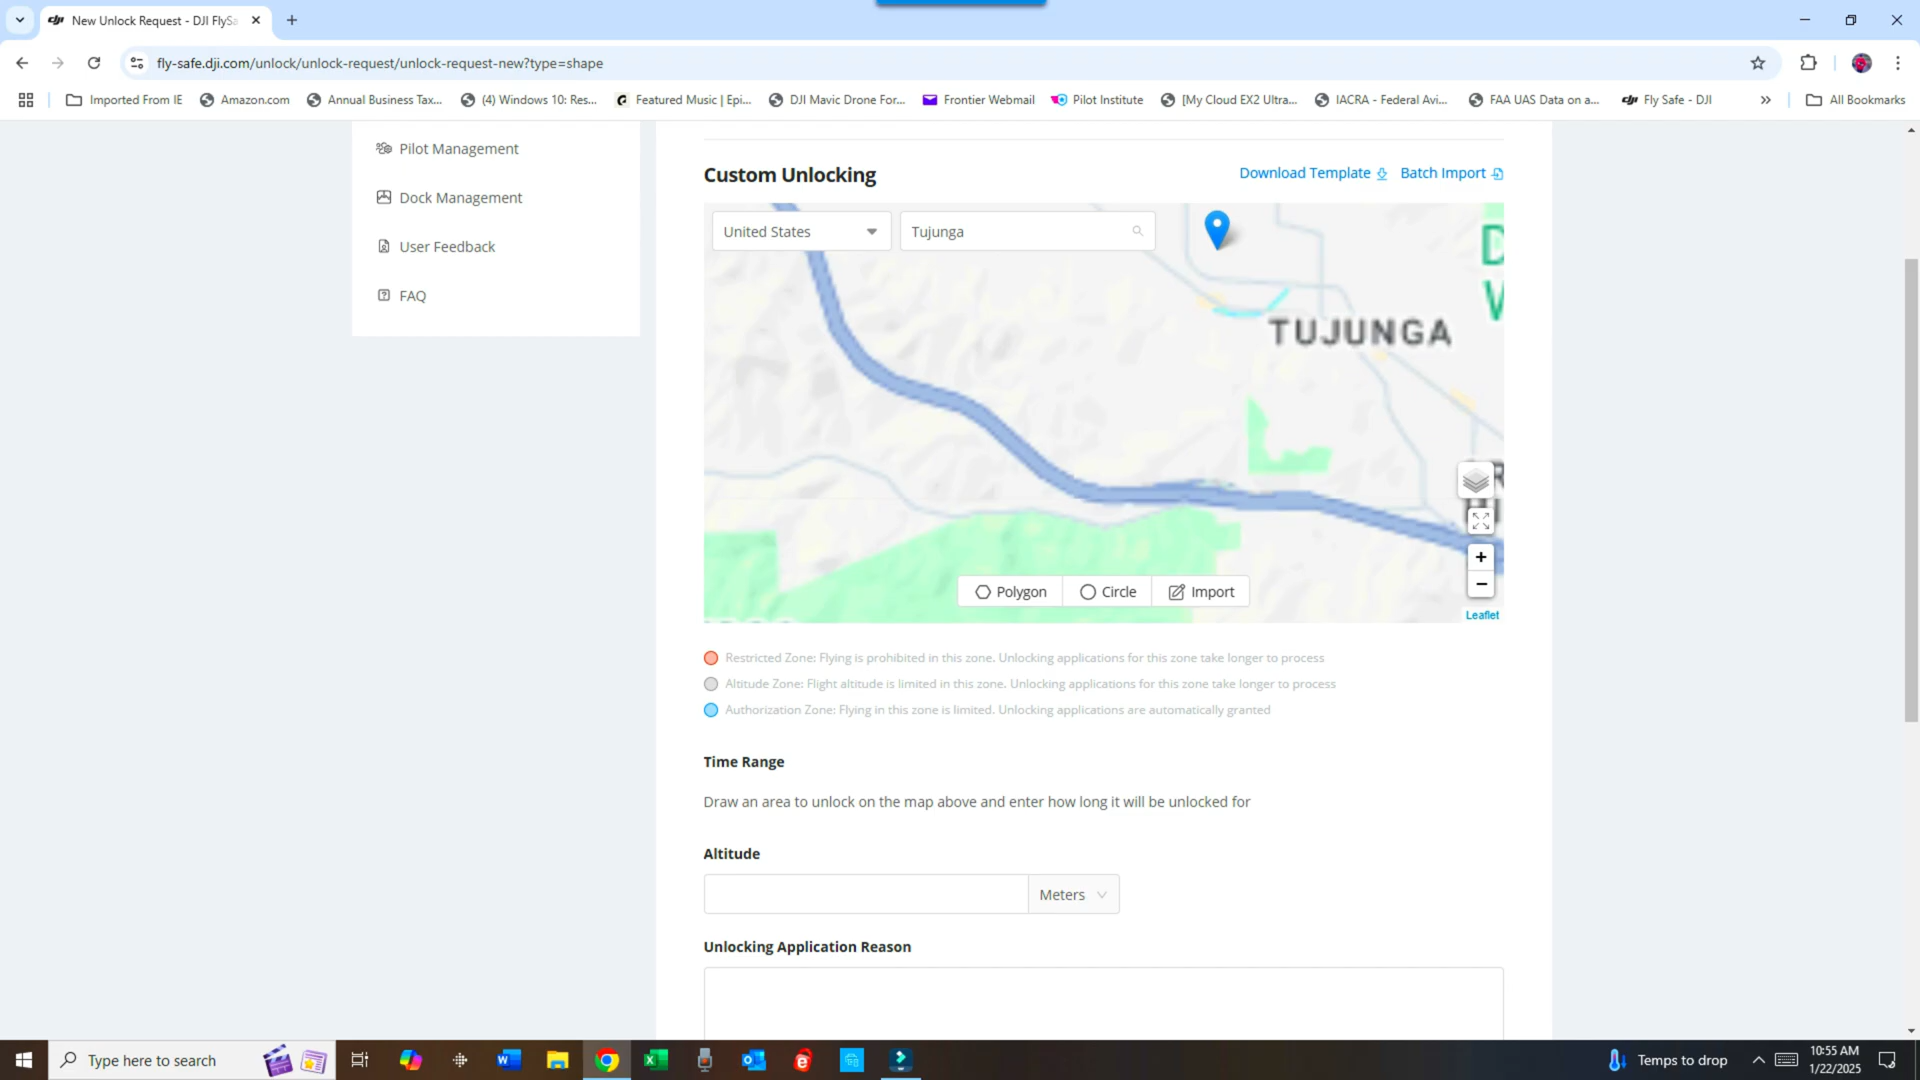 New Unlock Request - DJI FlySa
fly-safe.dji.com/unlock/unlock-request/unlock-request-new?type=shape
Imported From IE
Amazon.com
Annual Business Tax...
(4) Windows 10: Res...
Featured Music | Epi...
DJI Mavic Drone For...
Frontier Webmail
Pilot Institute
[My Cloud EX2 Ultra...
IACRA - Federal Avi...
FAA UAS Data on a...
Fly Safe - DJI
All Bookmarks
Pilot Management
Dock Management
User Feedback
FAQ
Custom Unlocking
Download Template
Batch Import
United States
Tujunga
TUJUNGA
Polygon
Circle
Import
+
−
Leaflet
Restricted Zone: Flying is prohibited in this zone. Unlocking applications for this zone take longer to process
Altitude Zone: Flight altitude is limited in this zone. Unlocking applications for this zone take longer to process
Authorization Zone: Flying in this zone is limited. Unlocking applications are automatically granted
Time Range
Draw an area to unlock on the map above and enter how long it will be unlocked for
Altitude
Meters
Unlocking Application Reason
Type here to search
Temps to drop
10:55 AM
1/22/2025